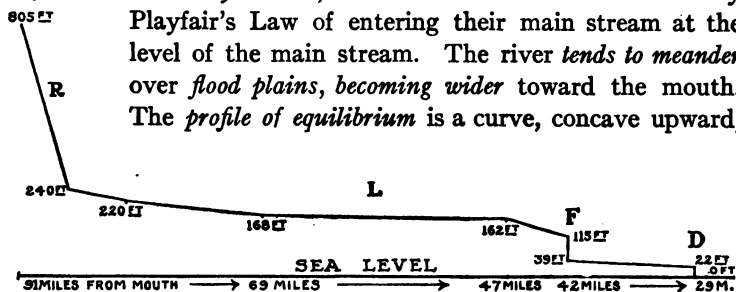 805 FT
Playfair's Law of entering their main stream at the
level of the main stream. The river tends to meander
over flood plains, becoming wider toward the mouth.
The profile of equilibrium is a curve, concave upward,
R
240 FT
220 FT
168 FT
L
162 FT
F
115 FT
39 FT
D
22 FT
.0 FT
SEA LEVEL
91 MILES FROM MOUTH → 69 MILES → 47 MILES 42 MILES → 29 M.